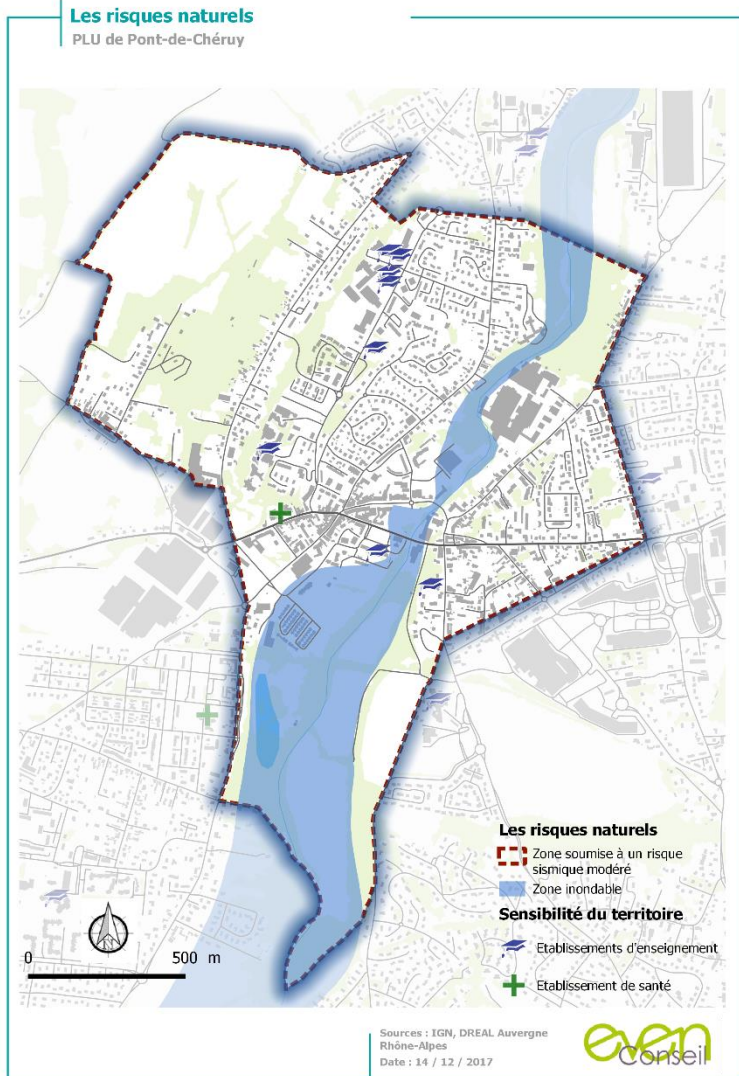 Les risques naturels
PLU de Pont-de-Chéruy
Les risques naturels
Zone soumise à un risque
sismique modéré
Zone inondable
Sensibilité du territoire
Etablissements d'enseignement
Etablissement de santé
N
0 500 m
Sources : IGN, DREAL Auvergne
Rhône-Alpes
Date : 14 / 12 / 2017
even
Conseil